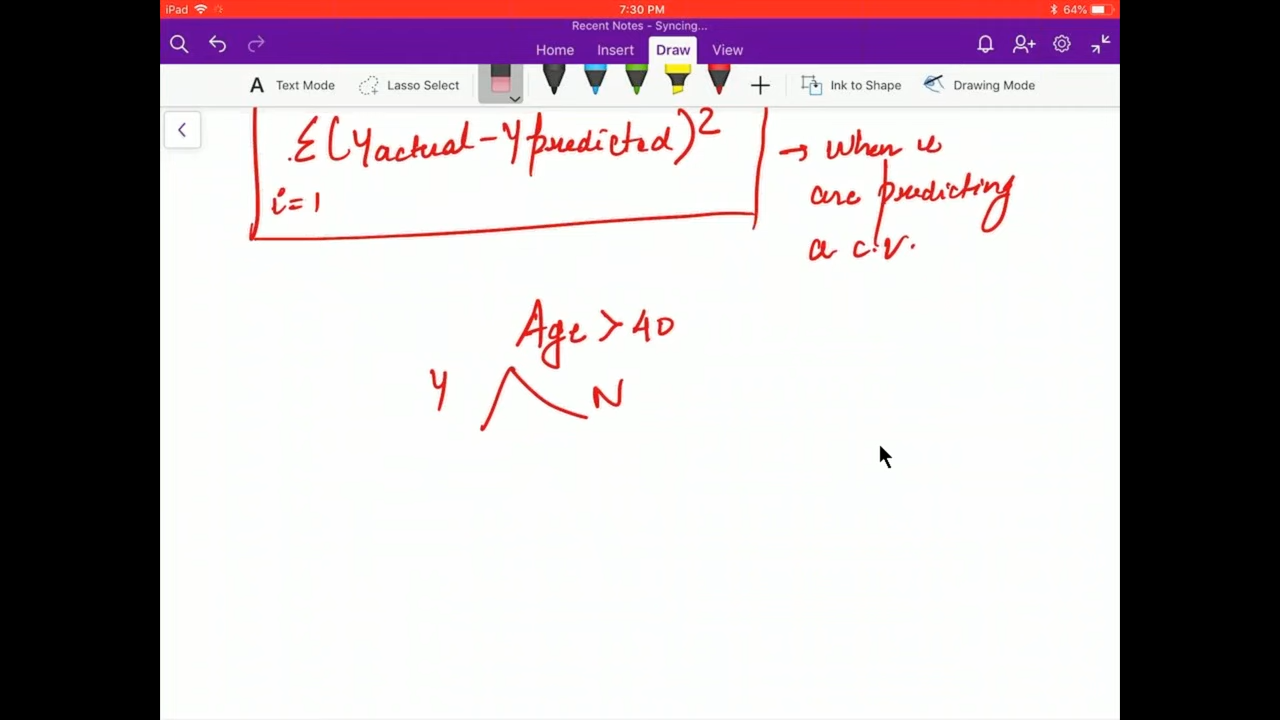 iPad 7:30 PM 64%
Recent Notes - Syncing...
Home Insert Draw View
A Text Mode Lasso Select Ink to Shape Drawing Mode
Σ(Yactual - Ypredicted)²
i=1
→ When is
are predicting
a c.v.
Age > 40
Y N